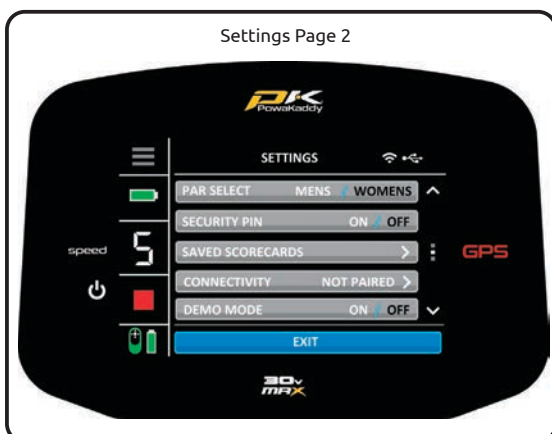 Settings Page 2
PK
PowaKaddy
SETTINGS
PAR SELECT MENS / WOMENS
SECURITY PIN ON / OFF
speed 5 SAVED SCORECARDS > GPS
CONNECTIVITY NOT PAIRED >
DEMO MODE ON / OFF
EXIT
30v
MAX